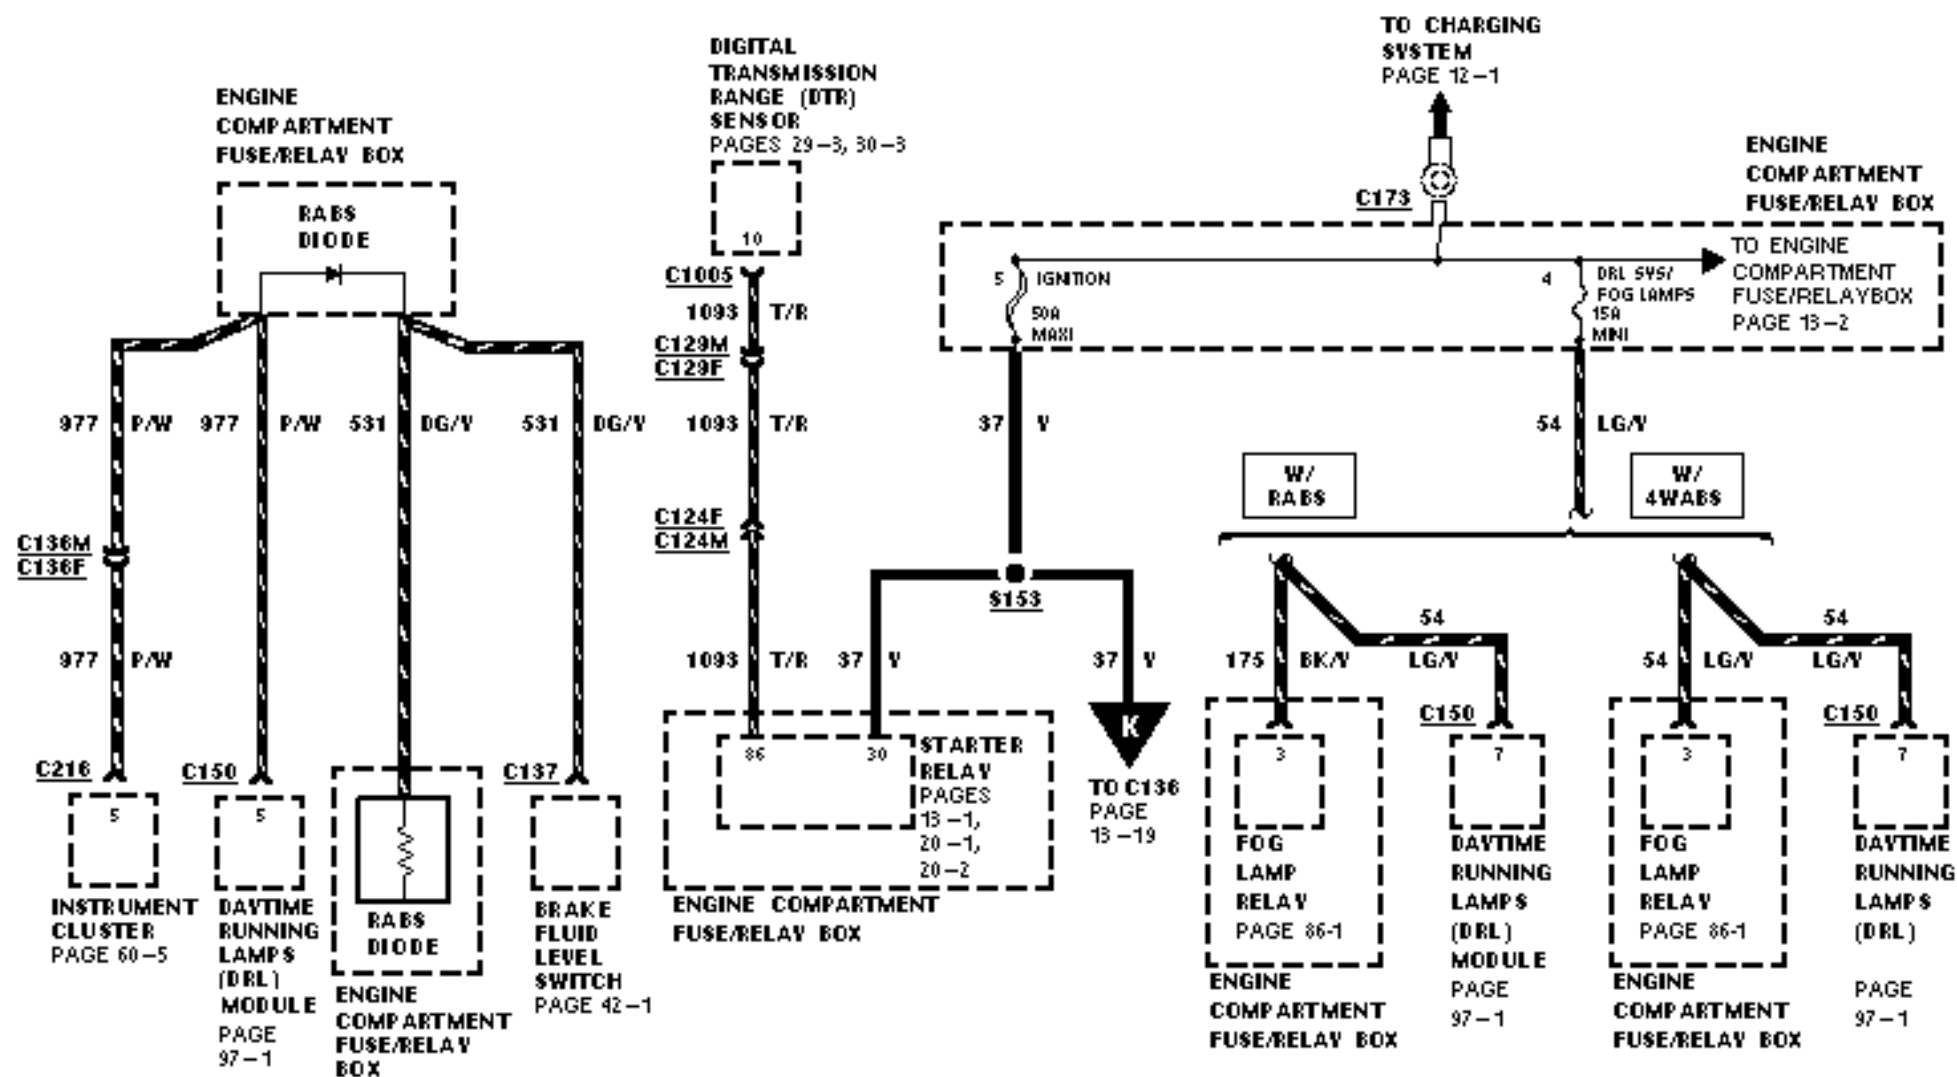 TO CHARGING
SYSTEM
PAGE 12-1
DIGITAL
TRANSMISSION
RANGE (DTR)
SENSOR
PAGES 29-3, 30-3
10
ENGINE
COMPARTMENT
FUSE/RELAY BOX
RABS
DIODE
ENGINE
COMPARTMENT
FUSE/RELAY BOX
C173
TO ENGINE
COMPARTMENT
FUSE/RELAYBOX
PAGE 13-2
5 IGNITION
50A
MAXI
4 DRL SYS/
FOG LAMPS
15A
MINI
C1005
1093 T/R
C129M
C129F
977 P/W
977 P/W
531 DG/Y
531 DG/Y
1093 T/R
37 Y
54 LG/Y
W/
RABS
W/
4WABS
C124F
C124M
C136M
C136F
S153
977 P/W
1093 T/R
37 Y
37 Y
175 BK/Y
54
LG/Y
54 LG/Y
54
LG/Y
K
TO C136
PAGE
13-19
C216
5
INSTRUMENT
CLUSTER
PAGE 60-5
C150
5
DAYTIME
RUNNING
LAMPS
(DRL)
MODULE
PAGE
97-1
RABS
DIODE
ENGINE
COMPARTMENT
FUSE/RELAY
BOX
C137
BRAKE
FLUID
LEVEL
SWITCH
PAGE 42-1
86
30
STARTER
RELAY
PAGES
13-1,
20-1,
20-2
ENGINE COMPARTMENT
FUSE/RELAY BOX
3
FOG
LAMP
RELAY
PAGE 86-1
ENGINE
COMPARTMENT
FUSE/RELAY BOX
C150
7
DAYTIME
RUNNING
LAMPS
(DRL)
MODULE
PAGE
97-1
3
FOG
LAMP
RELAY
PAGE 86-1
ENGINE
COMPARTMENT
FUSE/RELAY BOX
C150
7
DAYTIME
RUNNING
LAMPS
(DRL)
PAGE
97-1